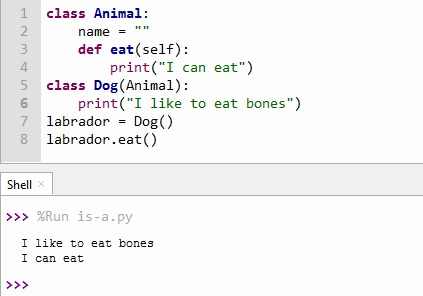 1 class Animal:
2     name = ""
3     def eat(self):
4         print("I can eat")
5 class Dog(Animal):
6     print("I like to eat bones")
7 labrador = Dog()
8 labrador.eat()
Shell ×
>>> %Run is-a.py
I like to eat bones
I can eat
>>>